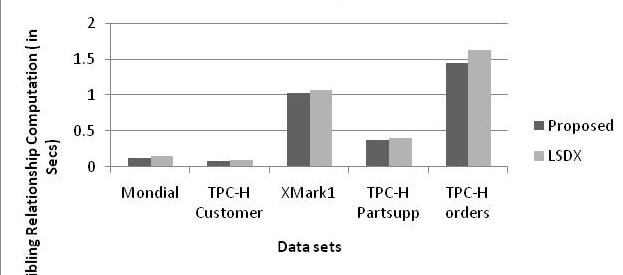 ibling Relationship Computation (in
Secs)
2
1.5
1
0.5
0
Mondial
TPC-H
Customer
XMark1
TPC-H
Partsupp
TPC-H
orders
Data sets
Proposed
LSDX